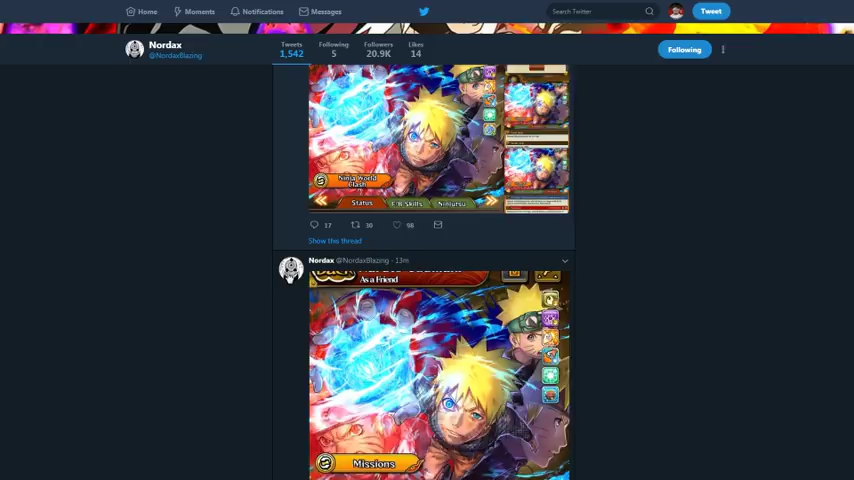 Home
Moments
Notifications
Messages
Search Twitter
Tweet
Nordax
@NordaxBlazing
Tweets
1,542
Following
5
Followers
20.9K
Likes
14
Following
Ninja World
Clash
Status
Ninjutsu
17
30
98
Show this thread
Nordax @NordaxBlazing · 13m
As a Friend
Missions